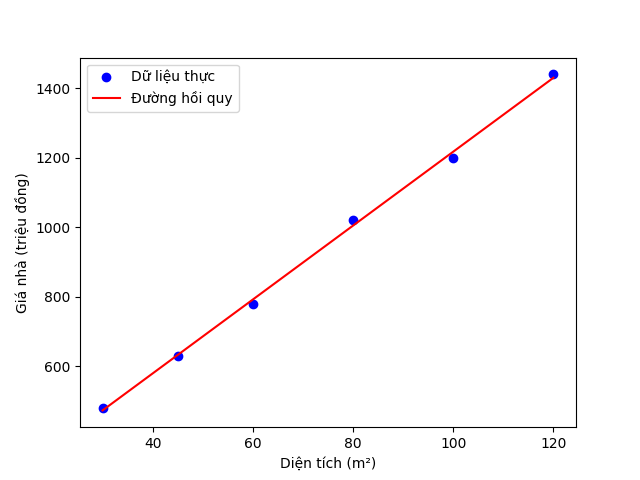 Dữ liệu thực
Đường hồi quy
1400
1200
1000
800
600
Giá nhà (triệu đồng)
40
60
80
100
120
Diện tích (m²)